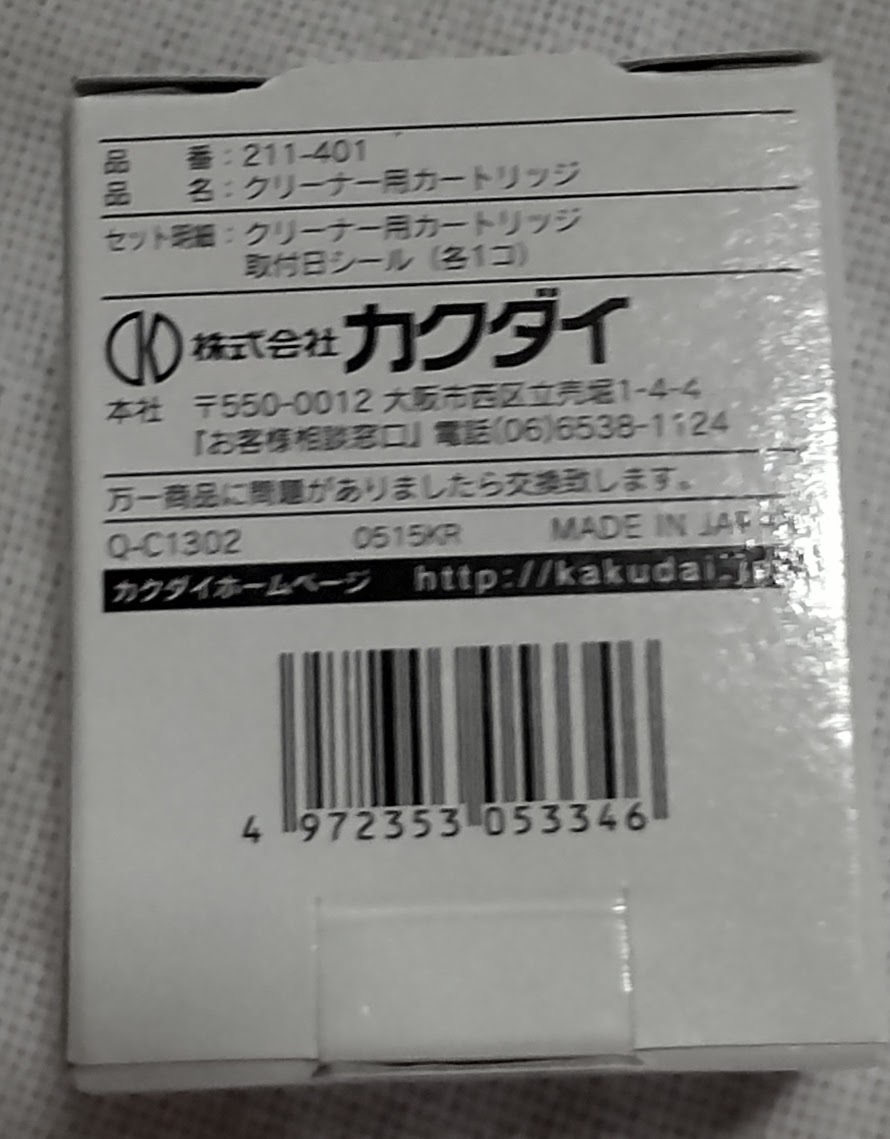 品　番：211-401
品　名：クリーナー用カートリッジ
セット明細：クリーナー用カートリッジ
取付日シール（各1コ）
株式会社カクダイ
本社 〒550-0012 大阪市西区立売堀1-4-4
『お客様相談窓口』電話(06)6538-1124
万一商品に問題がありましたら交換致します。
Q-C1302 0515KR MADE IN JAPAN
カクダイホームページ http://kakudai.jp
4 972353 053346